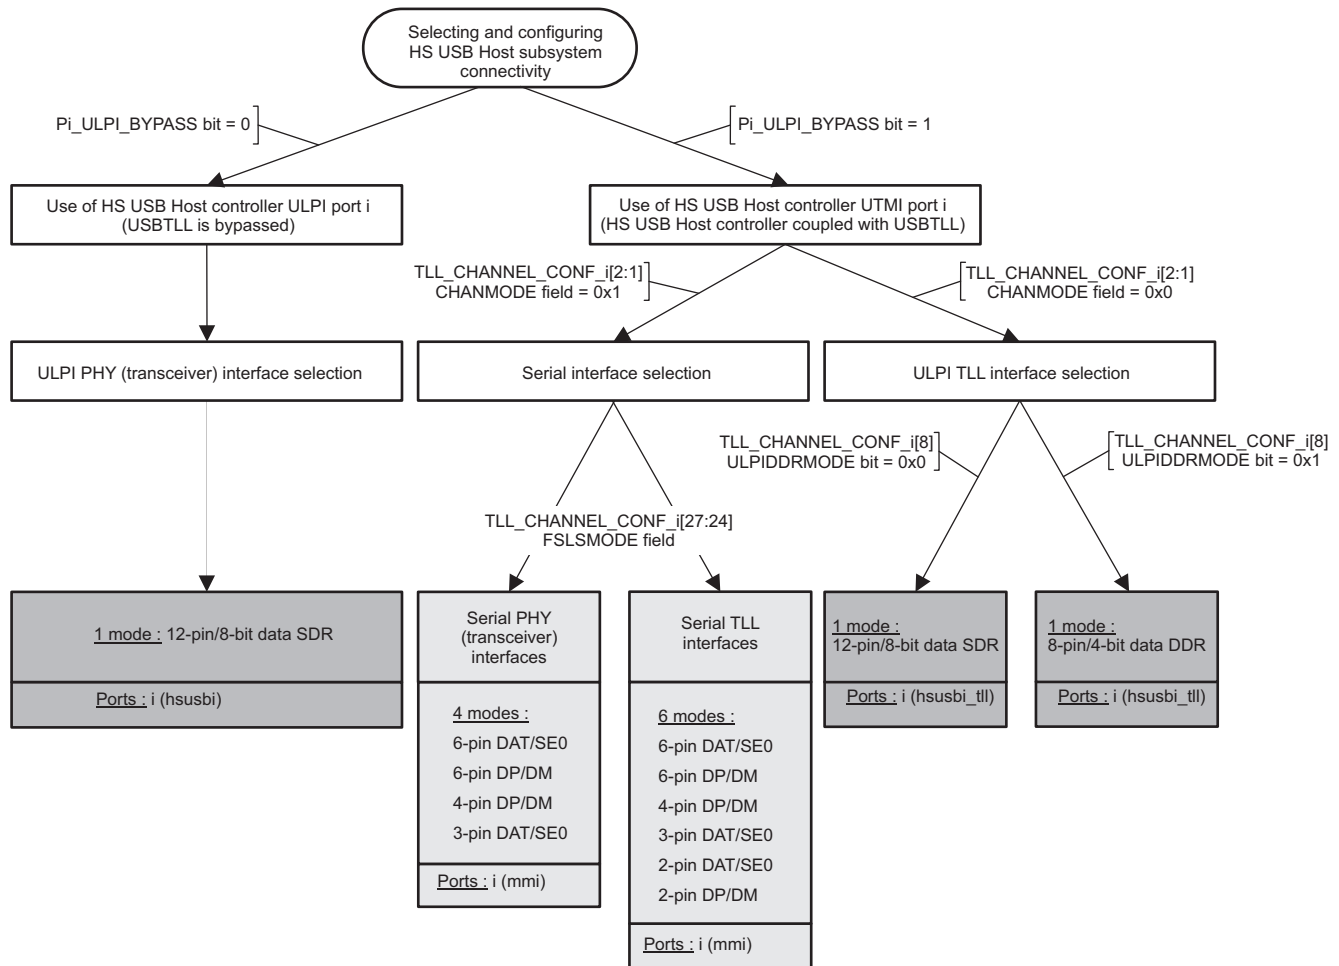 Selecting and configuring
HS USB Host subsystem
connectivity
Pi_ULPI_BYPASS bit = 0
Pi_ULPI_BYPASS bit = 1
Use of HS USB Host controller ULPI port i
(USBTLL is bypassed)
Use of HS USB Host controller UTMI port i
(HS USB Host controller coupled with USBTLL)
TLL_CHANNEL_CONF_i[2:1]
CHANMODE field = 0x1
TLL_CHANNEL_CONF_i[2:1]
CHANMODE field = 0x0
ULPI PHY (transceiver) interface selection
Serial interface selection
ULPI TLL interface selection
TLL_CHANNEL_CONF_i[8]
ULPIDDRMODE bit = 0x0
TLL_CHANNEL_CONF_i[8]
ULPIDDRMODE bit = 0x1
TLL_CHANNEL_CONF_i[27:24]
FSLSMODE field
1 mode : 12-pin/8-bit data SDR
Ports : i (hsusbi)
Serial PHY
(transceiver)
interfaces
4 modes :
6-pin DAT/SE0
6-pin DP/DM
4-pin DP/DM
3-pin DAT/SE0
Ports : i (mmi)
Serial TLL
interfaces
6 modes :
6-pin DAT/SE0
6-pin DP/DM
4-pin DP/DM
3-pin DAT/SE0
2-pin DAT/SE0
2-pin DP/DM
Ports : i (mmi)
1 mode :
12-pin/8-bit data SDR
Ports : i (hsusbi_tll)
1 mode :
8-pin/4-bit data DDR
Ports : i (hsusbi_tll)